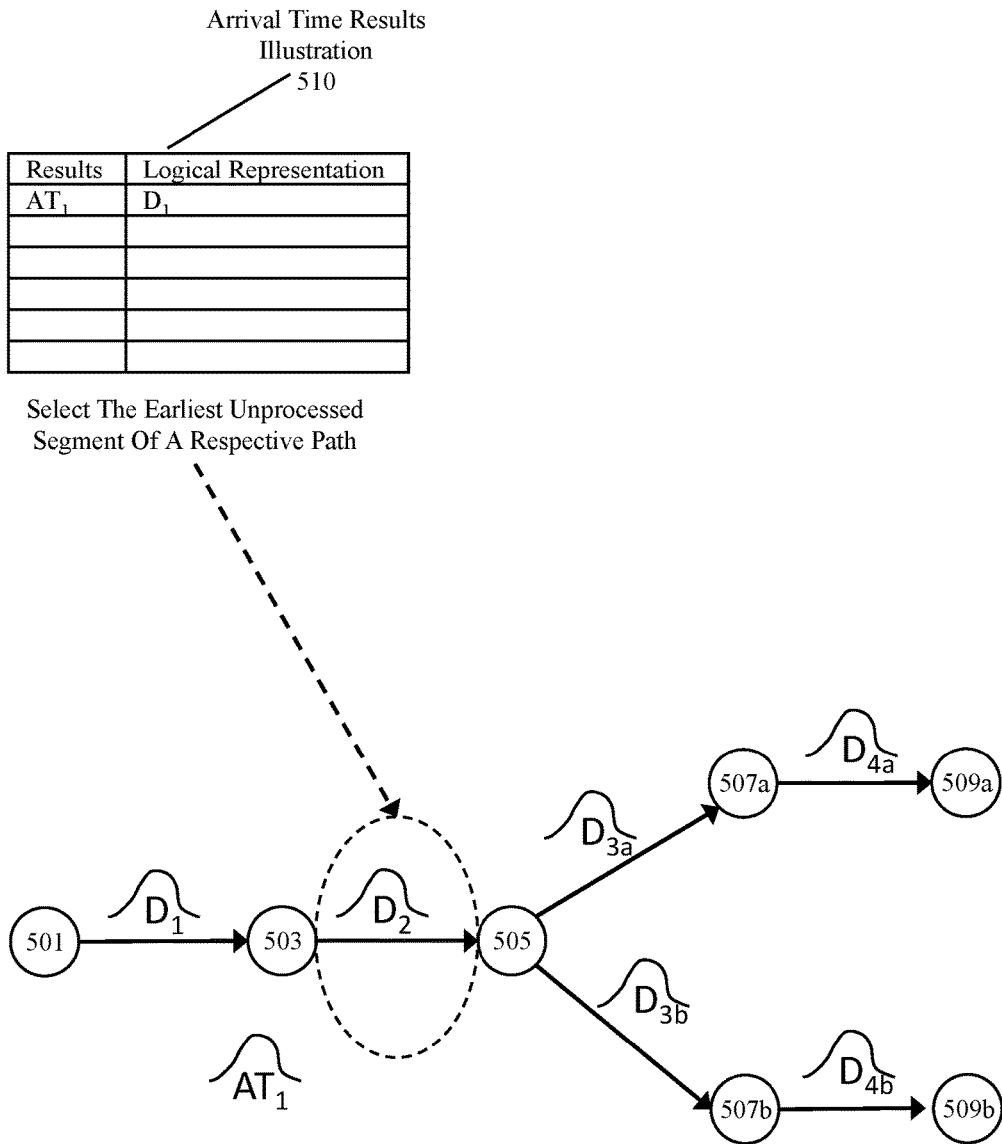 Arrival Time Results
Illustration
510
Results Logical Representation
AT₁ D₁
Select The Earliest Unprocessed
Segment Of A Respective Path
D₄ₐ
507a 509a
D₃ₐ
D₁ D₂
501 503 505
D₃b
AT₁
D₄b
507b 509b